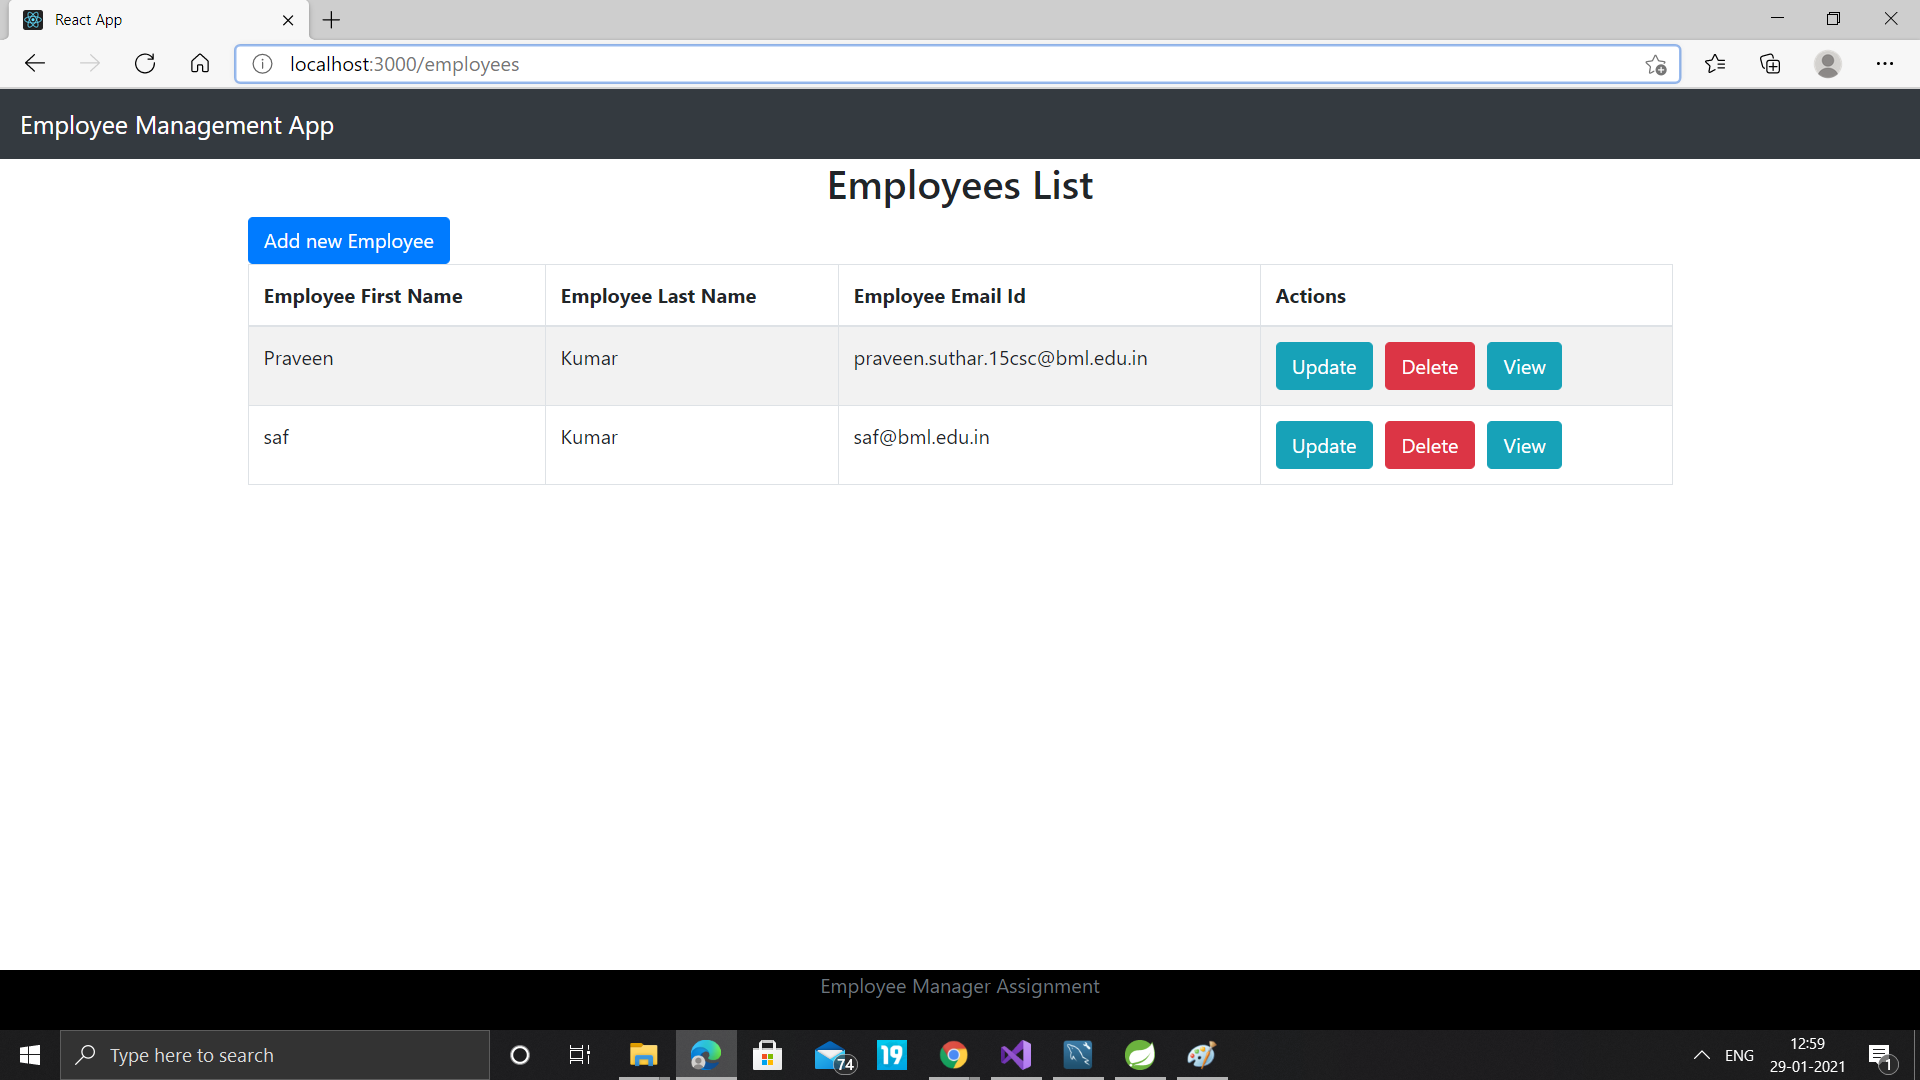 React App
localhost:3000/employees
Employee Management App
Employees List
Add new Employee
Employee First Name Employee Last Name Employee Email Id Actions
Praveen Kumar praveen.suthar.15csc@bml.edu.in Update Delete View
saf Kumar saf@bml.edu.in Update Delete View
Employee Manager Assignment
Type here to search
74
19
ENG
12:59
29-01-2021
1